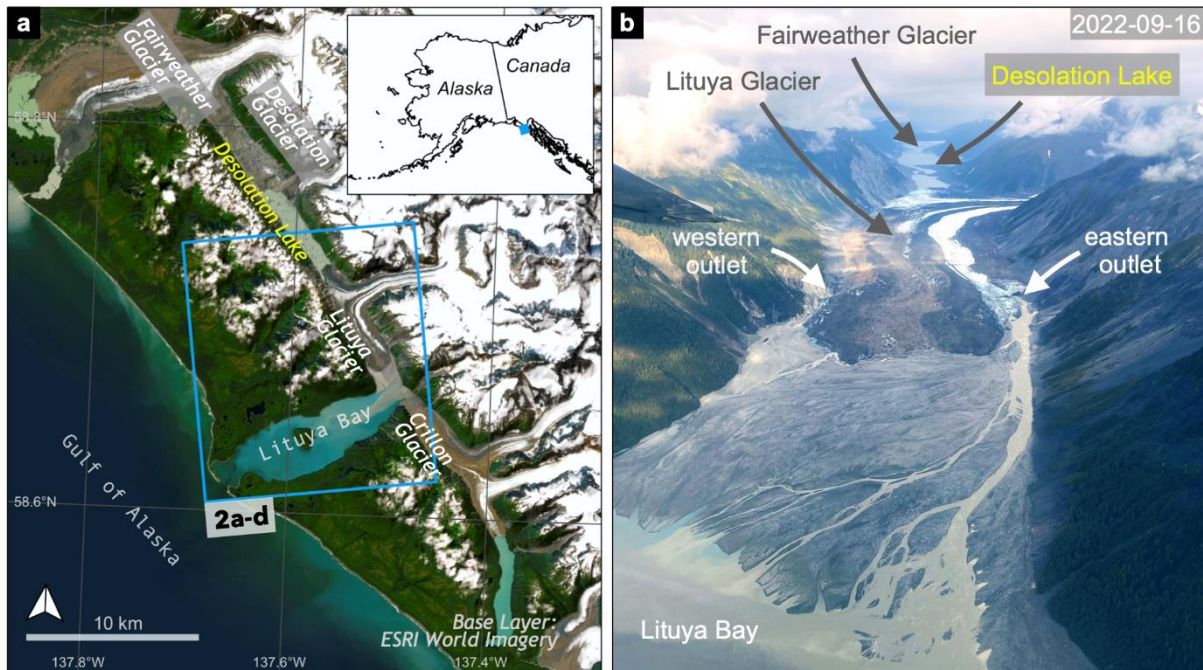 a
Fairweather
Glacier
Desolation
Glacier
Desolation Lake
Alaska
Canada
58.8°N
Lituya
Glacier
Lituya Bay
Crillon
Glacier
Gulf of Alaska
58.6°N
2a-d
10 km
Base Layer:
ESRI World Imagery
137.8°W
137.6°W
137.4°W
b
2022-09-16
Fairweather Glacier
Lituya Glacier
Desolation Lake
western
outlet
eastern
outlet
Lituya Bay